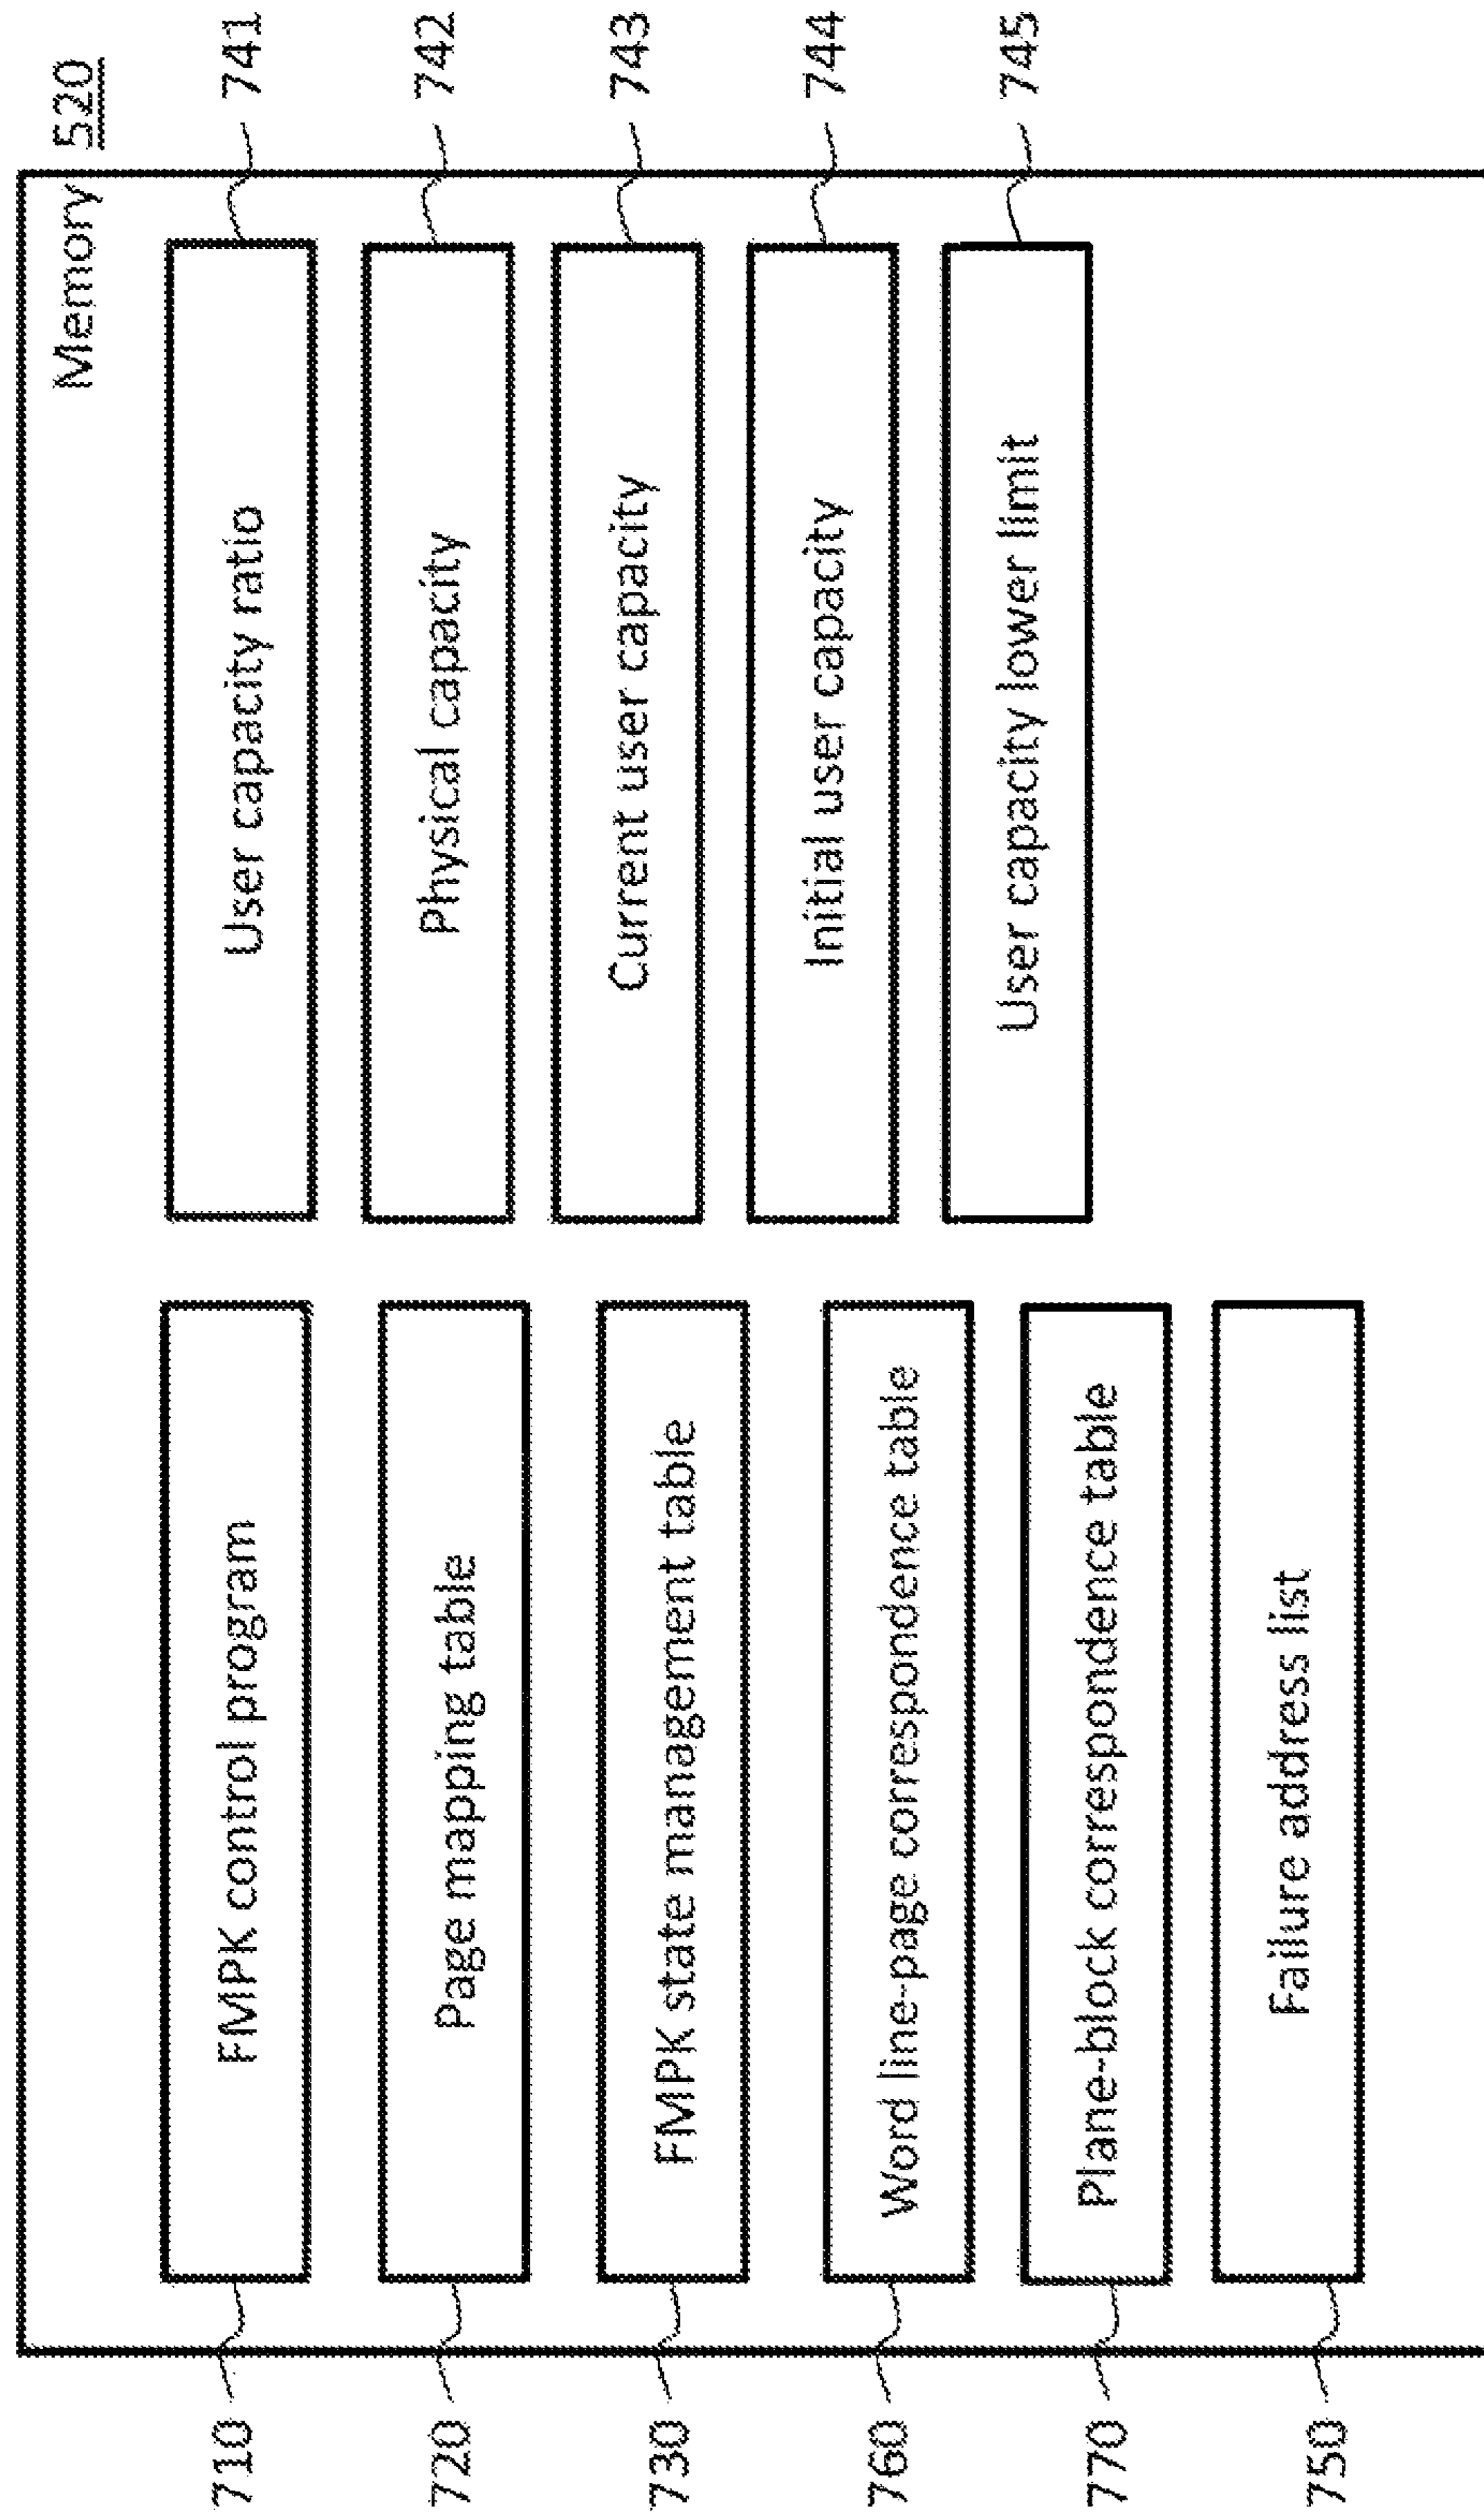 Memory 520
710
FMPK control program
720
Page mapping table
730
FMPK state management table
760
Word line-page correspondence table
770
Plane-block correspondence table
750
Failure address list
User capacity ratio
741
Physical capacity
742
Current user capacity
743
Initial user capacity
744
User capacity lower limit
745